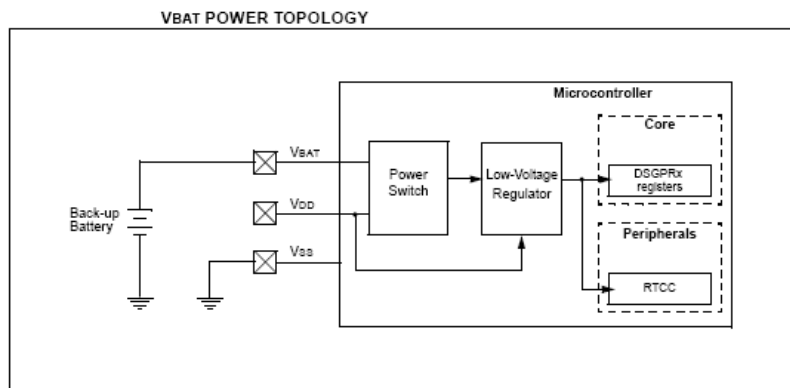 VBAT POWER TOPOLOGY
Microcontroller
Core
VBAT
Power
Switch
Low-Voltage
Regulator
DSGPRx
registers
Back-up
Battery
VDD
Peripherals
VSS
RTCC